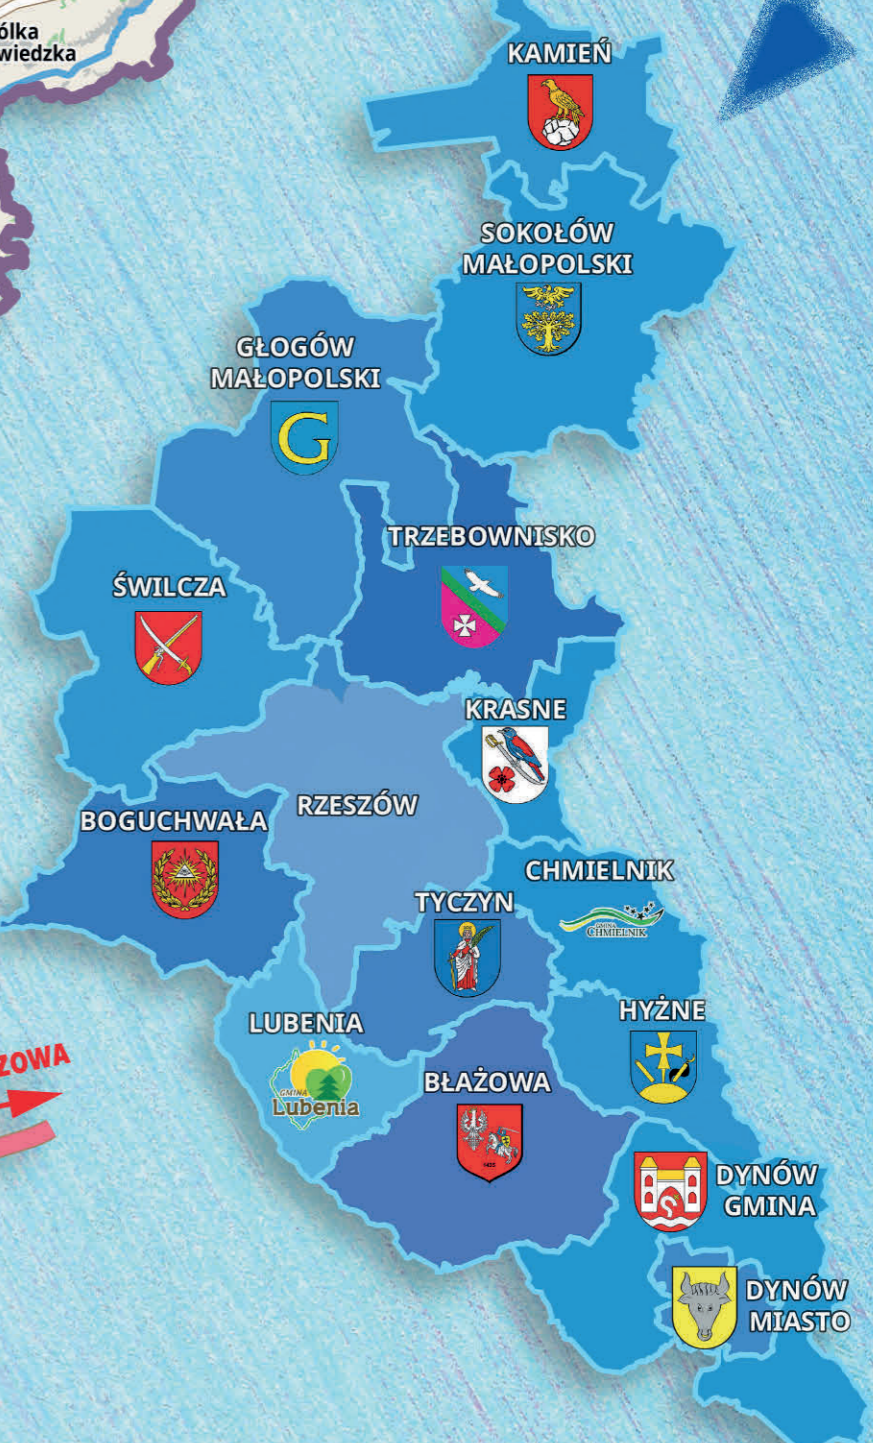 ólka
wiedzka
KAMIEŃ
SOKOŁÓW
MAŁOPOLSKI
GŁOGÓW
MAŁOPOLSKI
G
TRZEBOWNISKO
ŚWILCZA
KRASNE
RZESZÓW
BOGUCHWAŁA
CHMIELNIK
GMINA
CHMIELNIK
TYCZYN
HYŻNE
LUBENIA
GMINA
Lubenia
ZOWA
BŁAŻOWA
DYNÓW
GMINA
DYNÓW
MIASTO